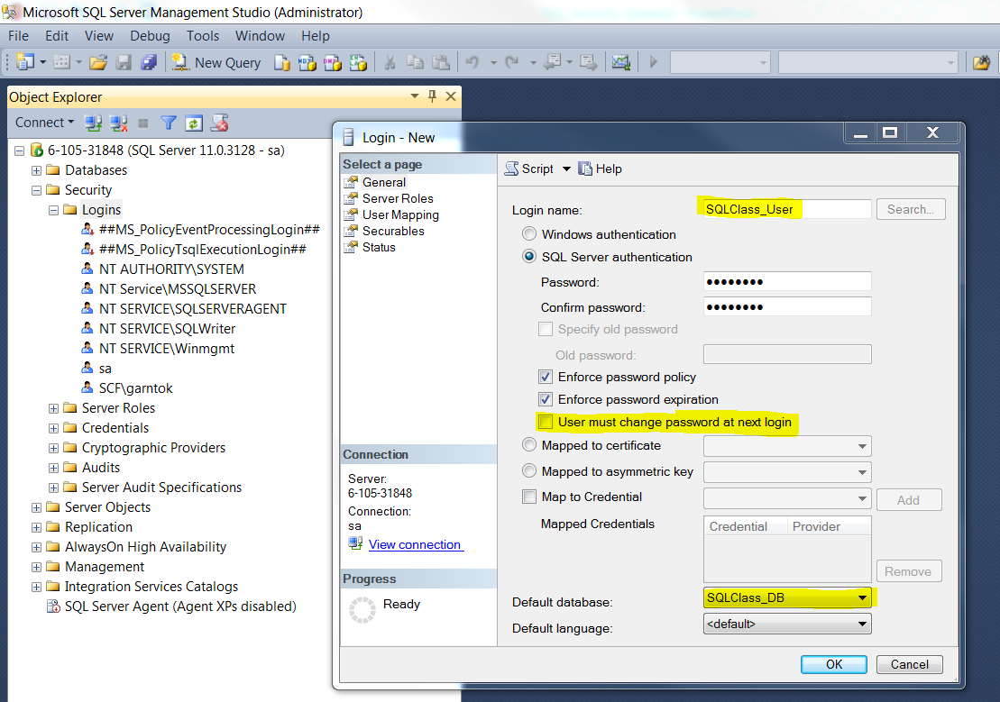 Microsoft SQL Server Management Studio (Administrator)
File Edit View Debug Tools Window Help
New Query
Object Explorer
Connect
6-105-31848 (SQL Server 11.0.3128 - sa)
Databases
Security
Logins
##MS_PolicyEventProcessingLogin##
##MS_PolicyTsqlExecutionLogin##
NT AUTHORITY\SYSTEM
NT Service\MSSQLSERVER
NT SERVICE\SQLSERVERAGENT
NT SERVICE\SQLWriter
NT SERVICE\Winmgmt
sa
SCF\garntok
Server Roles
Credentials
Cryptographic Providers
Audits
Server Audit Specifications
Server Objects
Replication
AlwaysOn High Availability
Management
Integration Services Catalogs
SQL Server Agent (Agent XPs disabled)
Login - New
Select a page
General
Server Roles
User Mapping
Securables
Status
Connection
Server:
6-105-31848
Connection:
sa
View connection
Progress
Ready
Script Help
Login name: SQLClass_User Search...
Windows authentication
SQL Server authentication
Password: ●●●●●●●●
Confirm password: ●●●●●●●●
Specify old password
Old password:
Enforce password policy
Enforce password expiration
User must change password at next login
Mapped to certificate
Mapped to asymmetric key
Map to Credential Add
Mapped Credentials Credential Provider
Remove
Default database: SQLClass_DB
Default language: <default>
OK Cancel